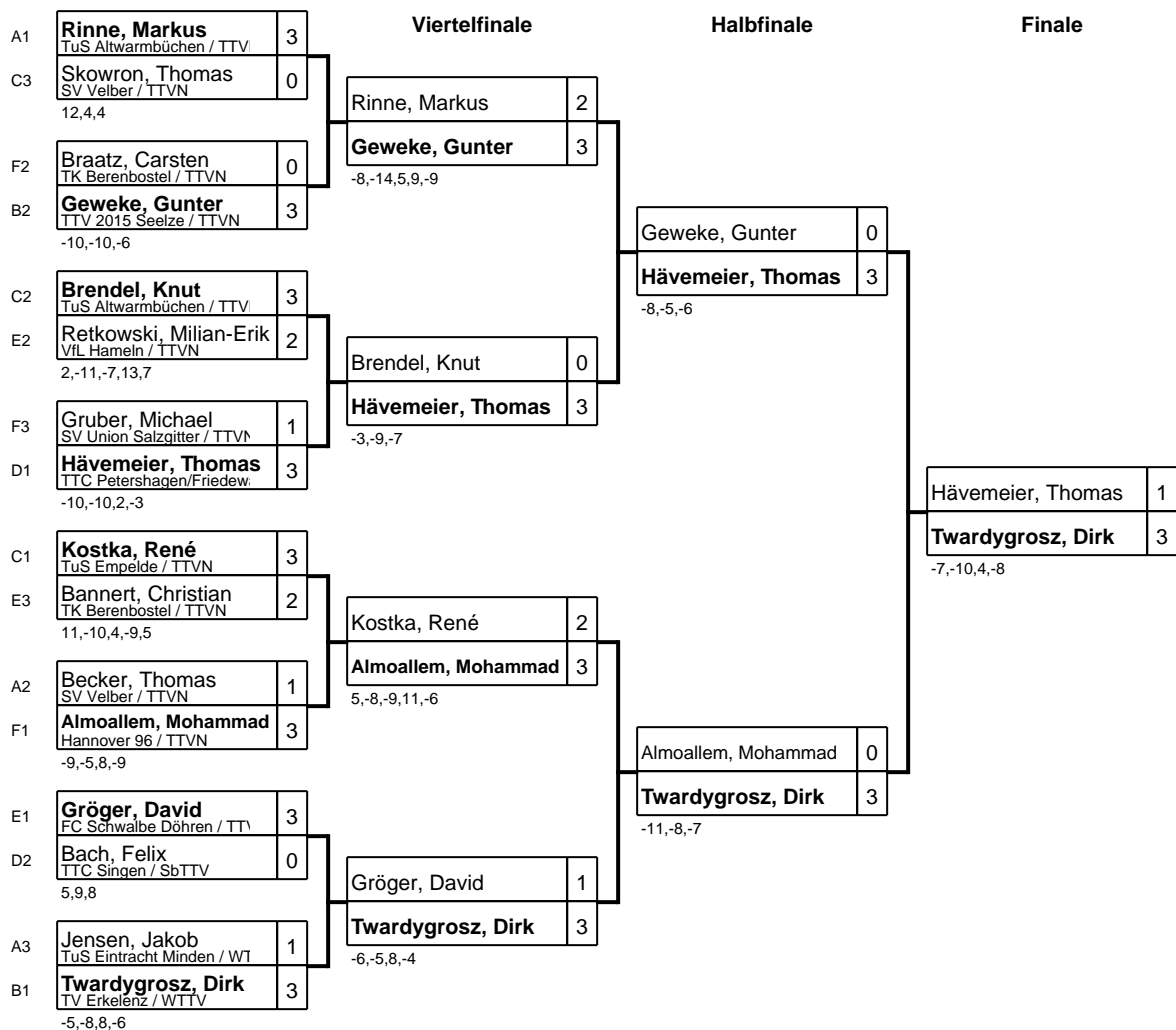 Viertelfinale
Halbfinale
Finale
A1
Rinne, Markus
3
TuS Altwarmbüchen / TTV
C3
Skowron, Thomas
0
SV Velber / TTVN
12,4,4
F2
Braatz, Carsten
0
TK Berenbostel / TTVN
B2
Geweke, Gunter
3
TTV 2015 Seelze / TTVN
-10,-10,-6
C2
Brendel, Knut
3
TuS Altwarmbüchen / TTV
E2
Retkowski, Milian-Erik
2
VfL Hameln / TTVN
2,-11,-7,13,7
F3
Gruber, Michael
1
SV Union Salzgitter / TTVN
D1
Hävemeier, Thomas
3
TTC Petershagen/Friedew
-10,-10,2,-3
C1
Kostka, René
3
TuS Empelde / TTVN
E3
Bannert, Christian
2
TK Berenbostel / TTVN
11,-10,4,-9,5
A2
Becker, Thomas
1
SV Velber / TTVN
F1
Almoallem, Mohammad
3
Hannover 96 / TTVN
-9,-5,8,-9
E1
Gröger, David
3
FC Schwalbe Döhren / TT
D2
Bach, Felix
0
TTC Singen / SbTTV
5,9,8
A3
Jensen, Jakob
1
TuS Eintracht Minden / WT
B1
Twardygrosz, Dirk
3
TV Erkelenz / WTTV
-5,-8,8,-6
Rinne, Markus
2
Geweke, Gunter
3
-8,-14,5,9,-9
Brendel, Knut
0
Hävemeier, Thomas
3
-3,-9,-7
Kostka, René
2
Almoallem, Mohammad
3
5,-8,-9,11,-6
Gröger, David
1
Twardygrosz, Dirk
3
-6,-5,8,-4
Geweke, Gunter
0
Hävemeier, Thomas
3
-8,-5,-6
Almoallem, Mohammad
0
Twardygrosz, Dirk
3
-11,-8,-7
Hävemeier, Thomas
1
Twardygrosz, Dirk
3
-7,-10,4,-8